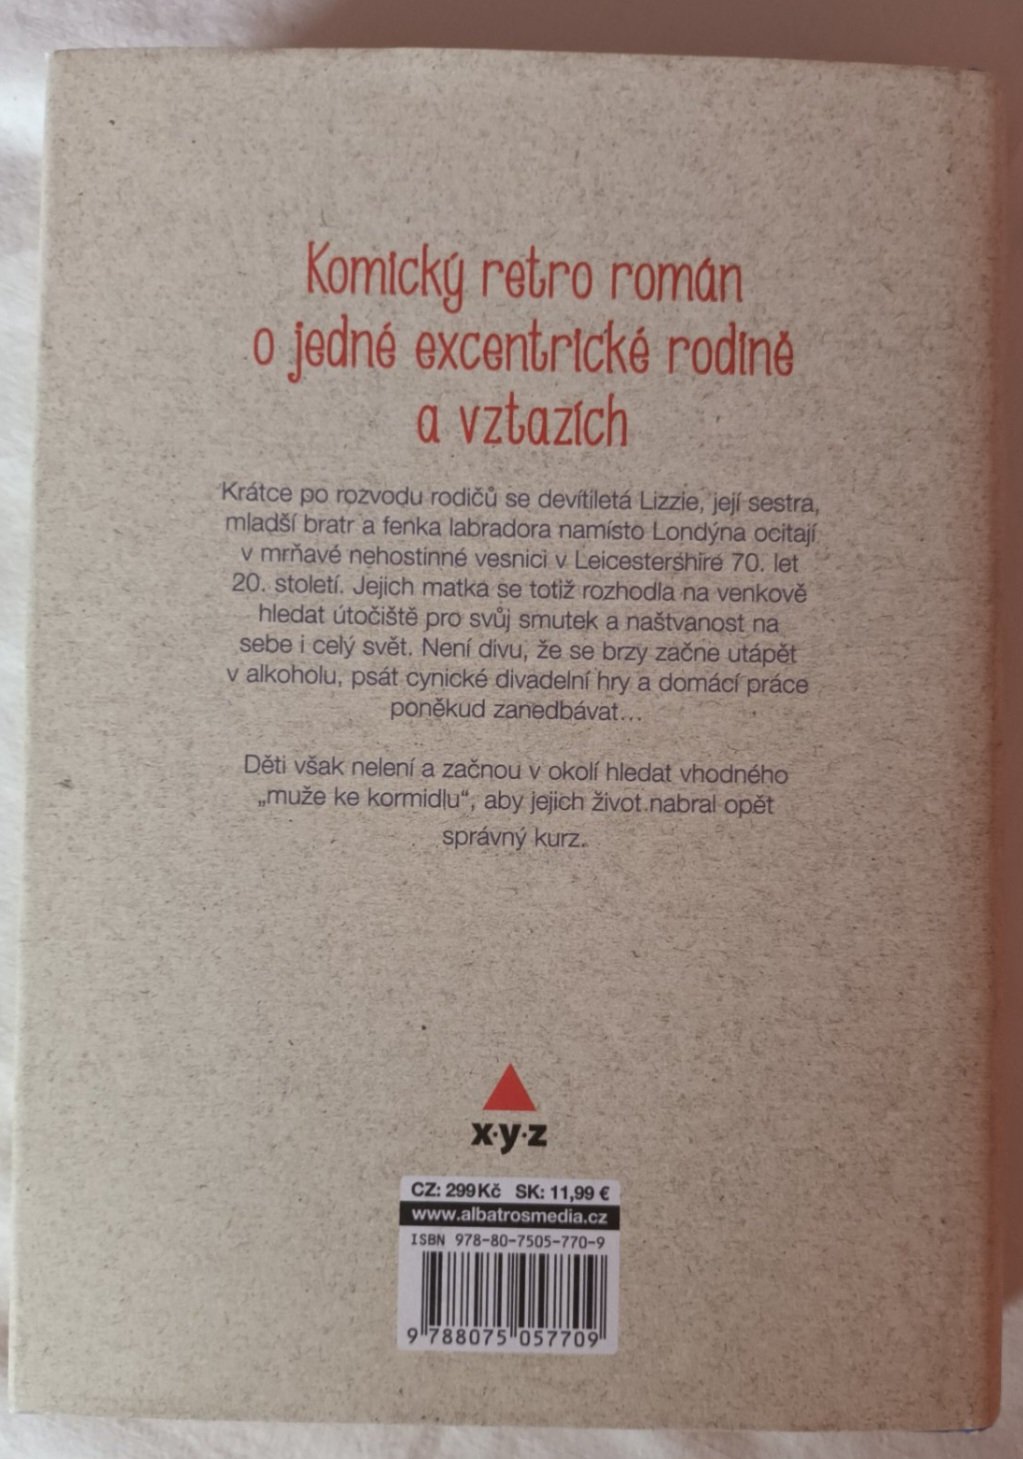 Komický retro román
o jedné excentrické rodině
a vztazích
Krátce po rozvodu rodičů se devítiletá Lizzie, její sestra,
mladší bratr a fenka labradora namísto Londýna ocitají
v mrňavé nehostinné vesnici v Leicestershire 70. let
20. století. Jejich matka se totiž rozhodla na venkově
hledat útočiště pro svůj smutek a naštvanost na
sebe i celý svět. Není divu, že se brzy začne utápět
v alkoholu, psát cynické divadelní hry a domácí práce
poněkud zanedbávat...
Děti však nelení a začnou v okolí hledat vhodného
„muže ke kormidlu“, aby jejich život nabral opět
správný kurz.
x·y·z
CZ: 299 Kč SK: 11,99 €
www.albatrosmedia.cz
ISBN 978-80-7505-770-9
9 788075 057709